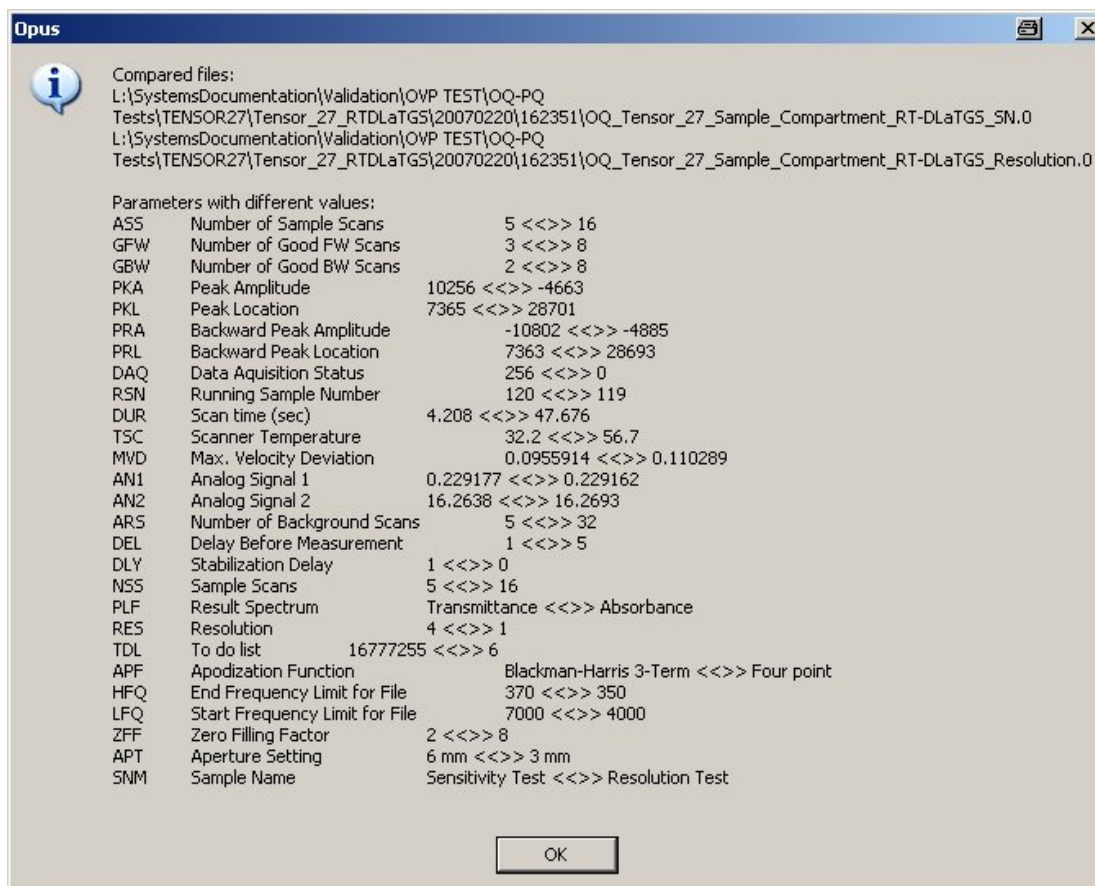 Opus
Compared files:
L:\SystemsDocumentation\Validation\OVP TEST\OQ-PQ
Tests\TENSOR27\Tensor_27_RTDLaTGS\20070220\162351\OQ_Tensor_27_Sample_Compartment_RT-DLaTGS_SN.0
L:\SystemsDocumentation\Validation\OVP TEST\OQ-PQ
Tests\TENSOR27\Tensor_27_RTDLaTGS\20070220\162351\OQ_Tensor_27_Sample_Compartment_RT-DLaTGS_Resolution.0
Parameters with different values:
ASS Number of Sample Scans 5 <<>> 16
GFW Number of Good FW Scans 3 <<>> 8
GBW Number of Good BW Scans 2 <<>> 8
PKA Peak Amplitude 10256 <<>> -4663
PKL Peak Location 7365 <<>> 28701
PRA Backward Peak Amplitude -10802 <<>> -4885
PRL Backward Peak Location 7363 <<>> 28693
DAQ Data Aquisition Status 256 <<>> 0
RSN Running Sample Number 120 <<>> 119
DUR Scan time (sec) 4.208 <<>> 47.676
TSC Scanner Temperature 32.2 <<>> 56.7
MVD Max. Velocity Deviation 0.0955914 <<>> 0.110289
AN1 Analog Signal 1 0.229177 <<>> 0.229162
AN2 Analog Signal 2 16.2638 <<>> 16.2693
ARS Number of Background Scans 5 <<>> 32
DEL Delay Before Measurement 1 <<>> 5
DLY Stabilization Delay 1 <<>> 0
NSS Sample Scans 5 <<>> 16
PLF Result Spectrum Transmittance <<>> Absorbance
RES Resolution 4 <<>> 1
TDL To do list 16777255 <<>> 6
APF Apodization Function Blackman-Harris 3-Term <<>> Four point
HFQ End Frequency Limit for File 370 <<>> 350
LFQ Start Frequency Limit for File 7000 <<>> 4000
ZFF Zero Filling Factor 2 <<>> 8
APT Aperture Setting 6 mm <<>> 3 mm
SNM Sample Name Sensitivity Test <<>> Resolution Test
OK